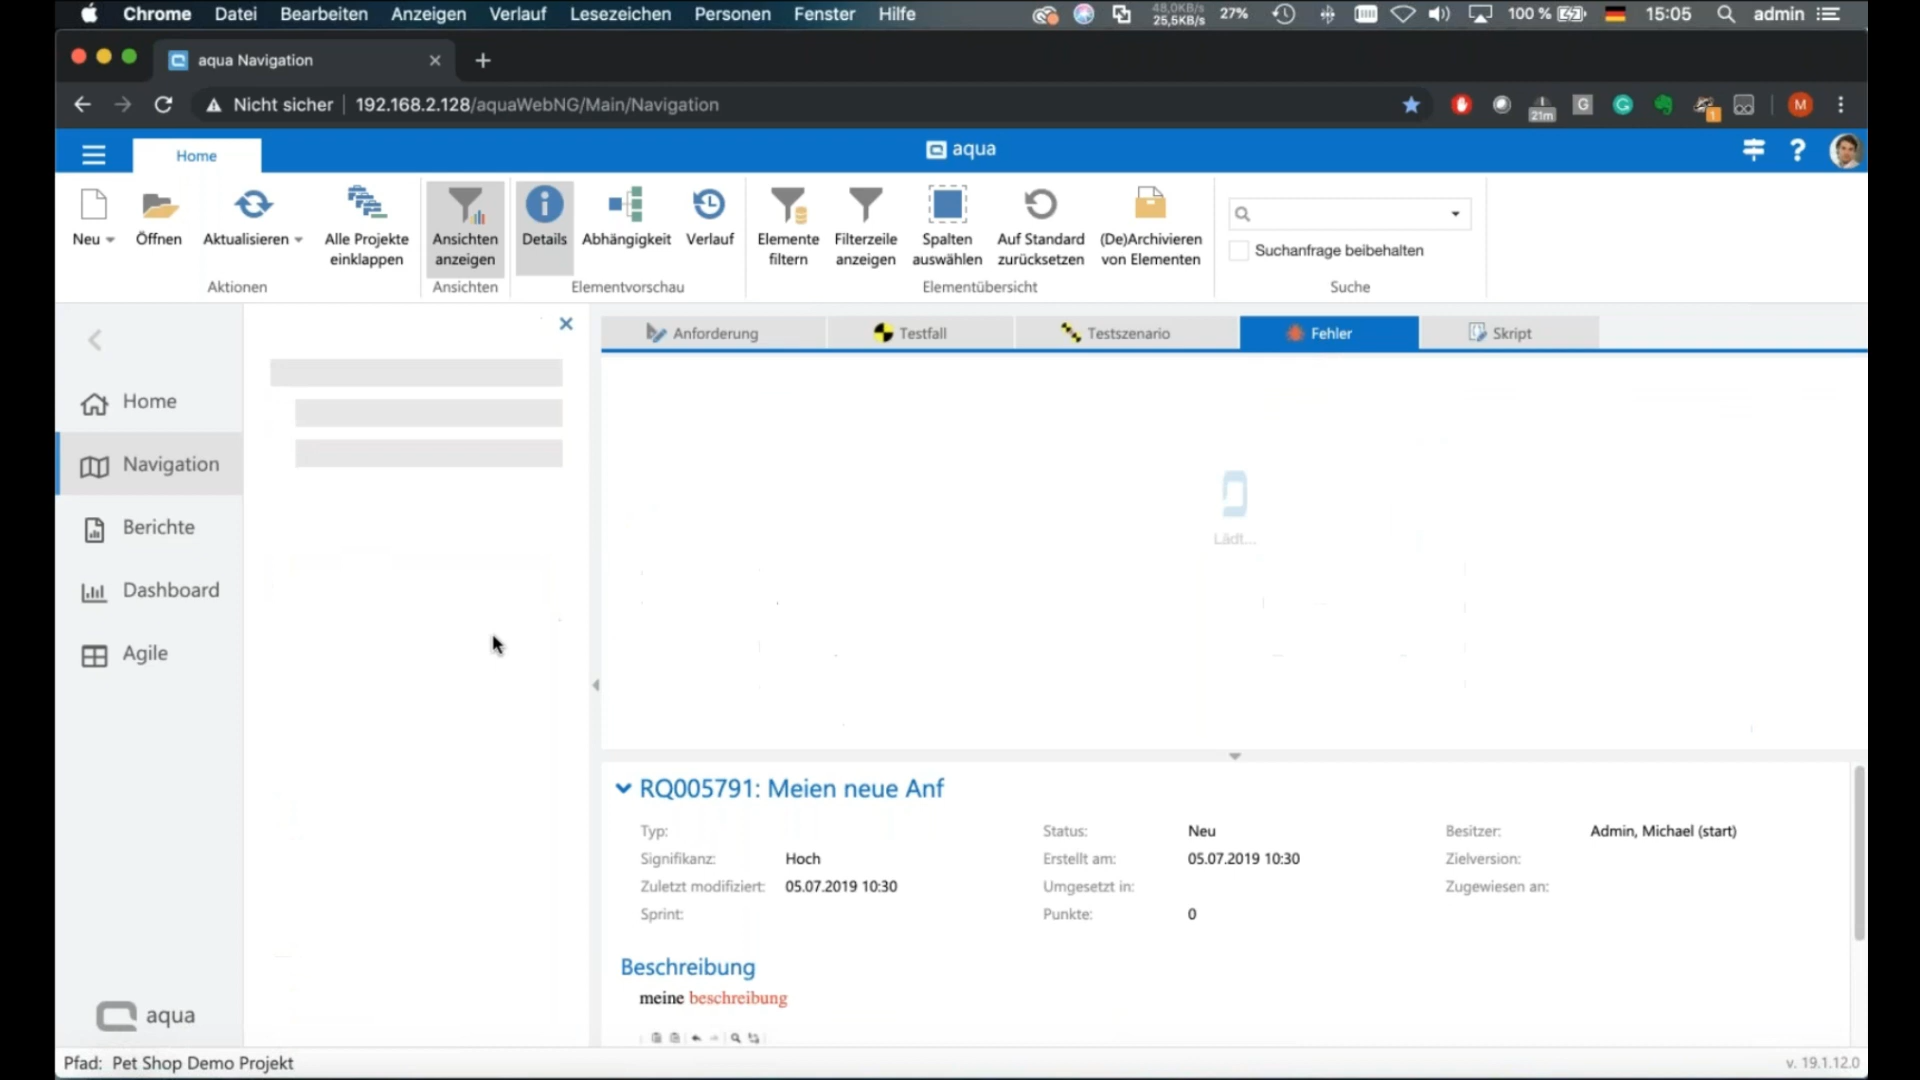 Chrome Datei Bearbeiten Anzeigen Verlauf Lesezeichen Personen Fenster Hilfe 48,0KB/s 25,5KB/s 27% 100 % 15:05 admin
aqua Navigation
Nicht sicher 192.168.2.128/aquaWebNG/Main/Navigation 21m G G 1 M
Home aqua ?
Neu Öffnen Aktualisieren Alle Projekte einklappen Ansichten anzeigen Details Abhängigkeit Verlauf Elemente filtern Filterzeile anzeigen Spalten auswählen Auf Standard zurücksetzen (De)Archivieren von Elementen Suchanfrage beibehalten
Aktionen Ansichten Elementvorschau Elementübersicht Suche
Anforderung Testfall Testszenario Fehler Skript
Home
Navigation
Berichte
Dashboard
Agile
Lädt...
RQ005791: Meien neue Anf
Typ: Status: Neu Besitzer: Admin, Michael (start)
Signifikanz: Hoch Erstellt am: 05.07.2019 10:30 Zielversion:
Zuletzt modifiziert: 05.07.2019 10:30 Umgesetzt in: Zugewiesen an:
Sprint: Punkte: 0
Beschreibung
meine beschreibung
aqua
Pfad: Pet Shop Demo Projekt v. 19.1.12.0